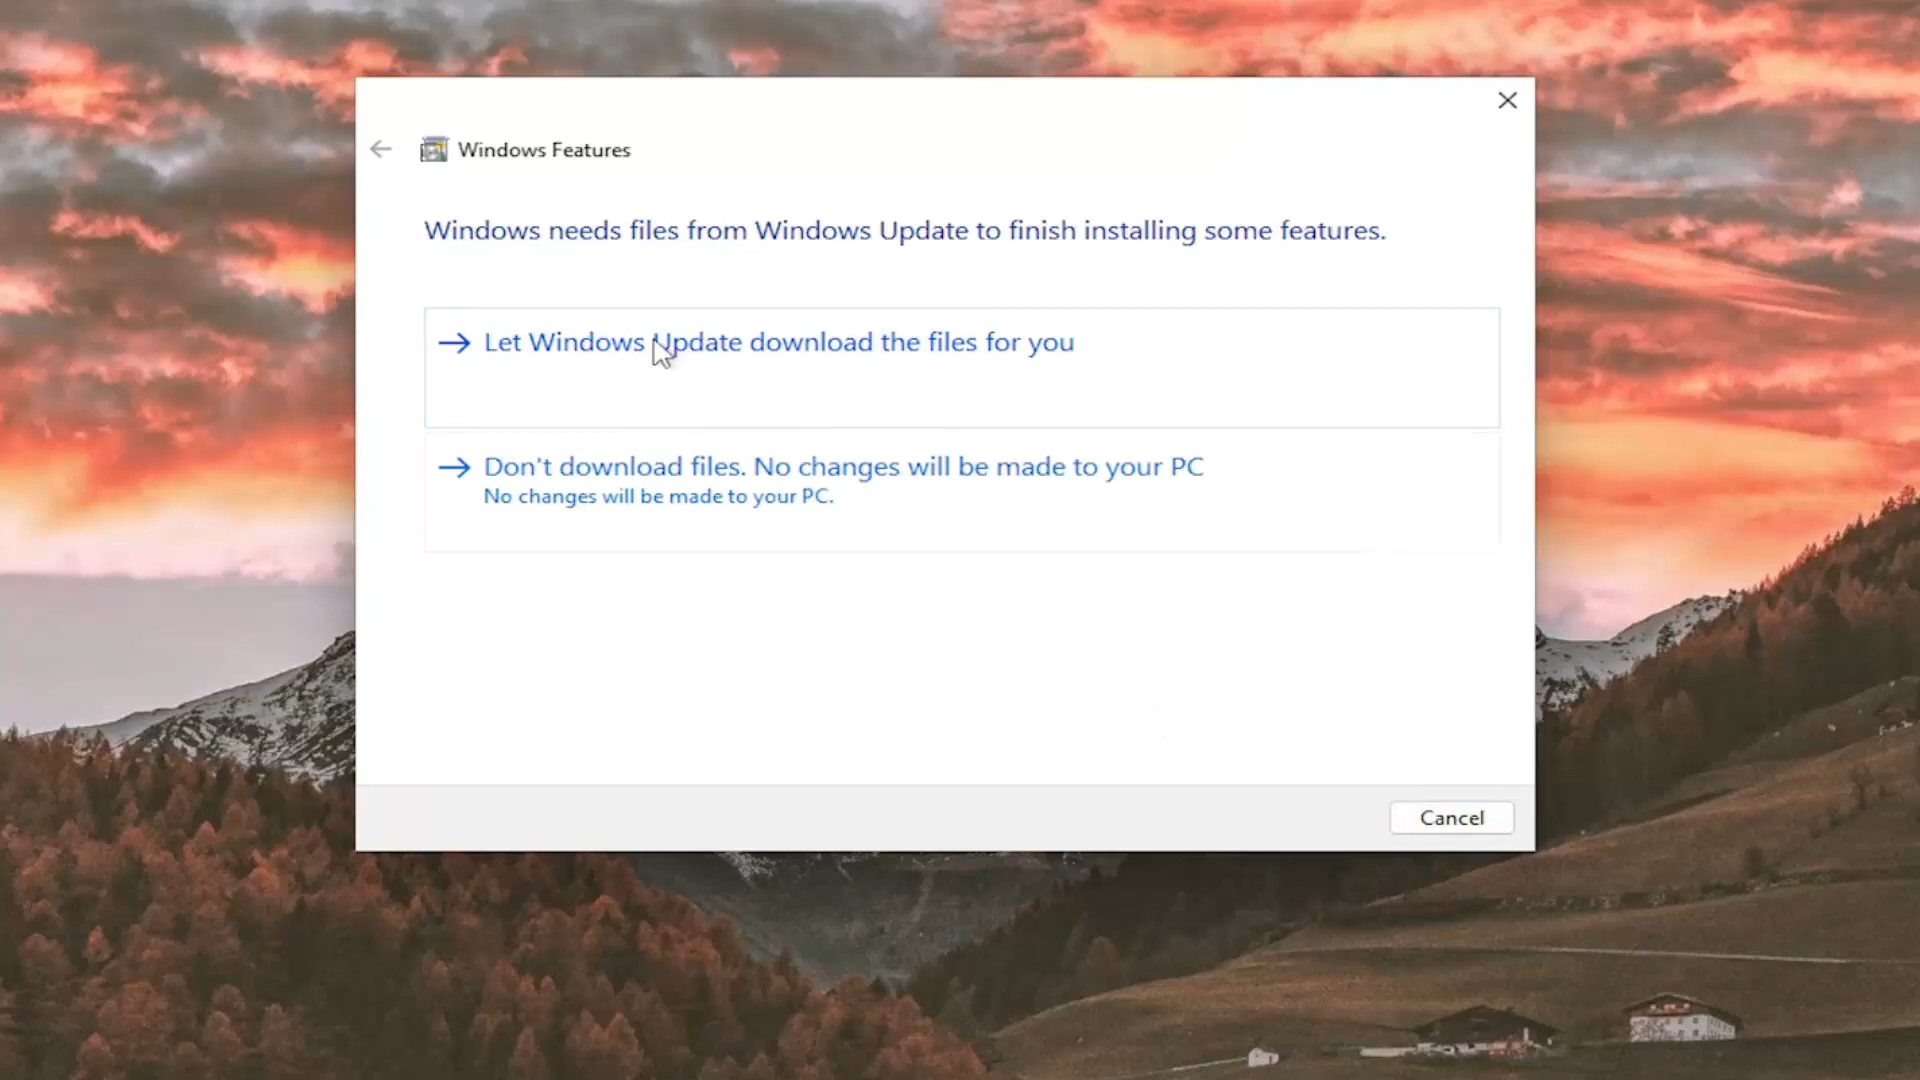 Windows Features
Windows needs files from Windows Update to finish installing some features.
Let Windows Update download the files for you
Don't download files. No changes will be made to your PC
No changes will be made to your PC.
Cancel